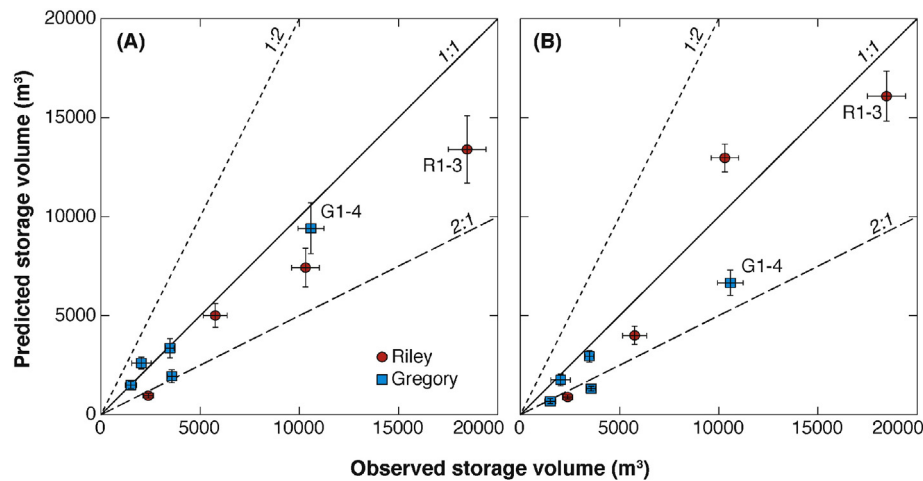 20000
15000
10000
5000
0
Predicted storage volume (m³)
(A)
1:2
1:1
R1-3
G1-4
2:1
Riley
Gregory
0
5000
10000
15000
20000
(B)
1:2
1:1
R1-3
2:1
G1-4
0
5000
10000
15000
20000
Observed storage volume (m³)